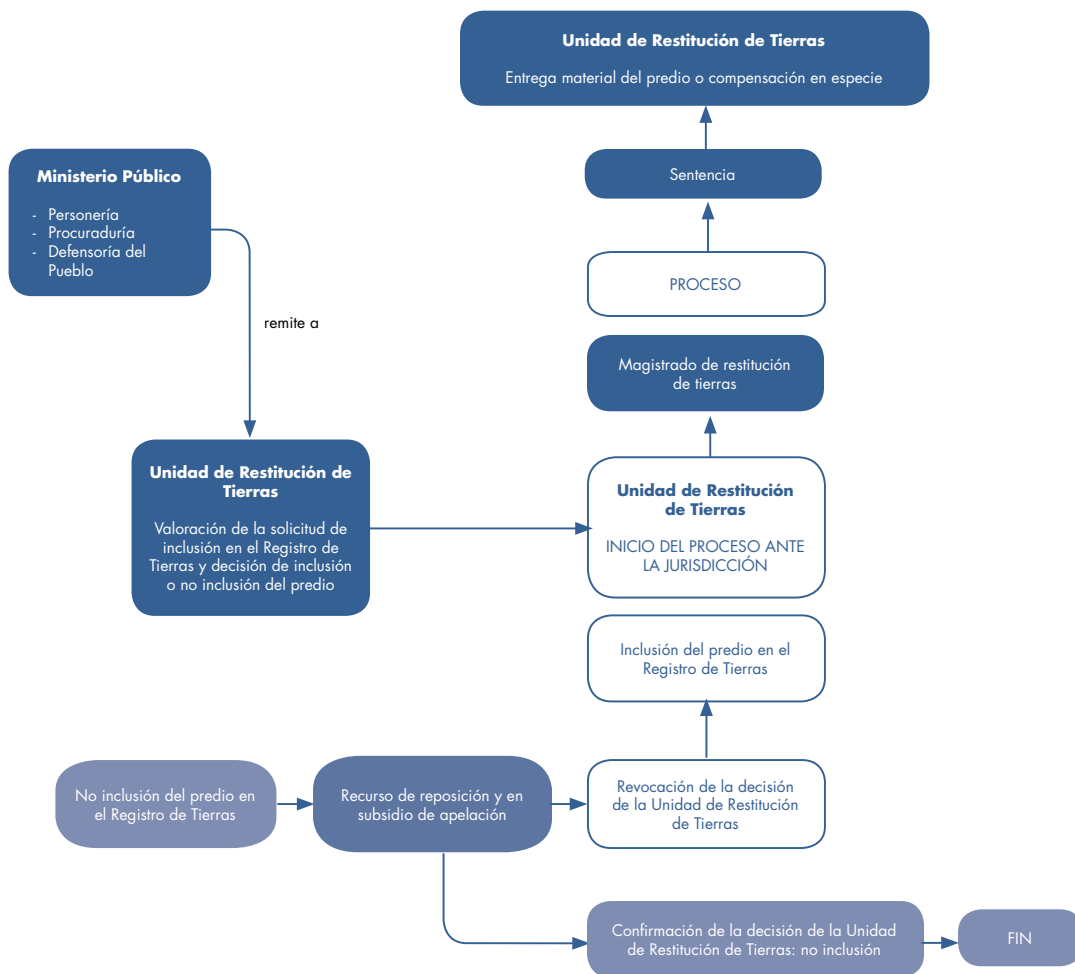 Unidad de Restitución de Tierras
Entrega material del predio o compensación en especie
Ministerio Público
- Personería
- Procuraduría
- Defensoría del
Pueblo
Sentencia
PROCESO
remite a
Magistrado de restitución
de tierras
Unidad de Restitución de
Tierras
Valoración de la solicitud de
inclusión en el Registro de
Tierras y decisión de inclusión
o no inclusión del predio
Unidad de Restitución
de Tierras
INICIO DEL PROCESO ANTE
LA JURISDICCIÓN
Inclusión del predio en el
Registro de Tierras
No inclusión del predio en
el Registro de Tierras
Recurso de reposición y en
subsidio de apelación
Revocación de la decisión
de la Unidad de Restitución
de Tierras
Confirmación de la decisión de la Unidad
de Restitución de Tierras: no inclusión
FIN